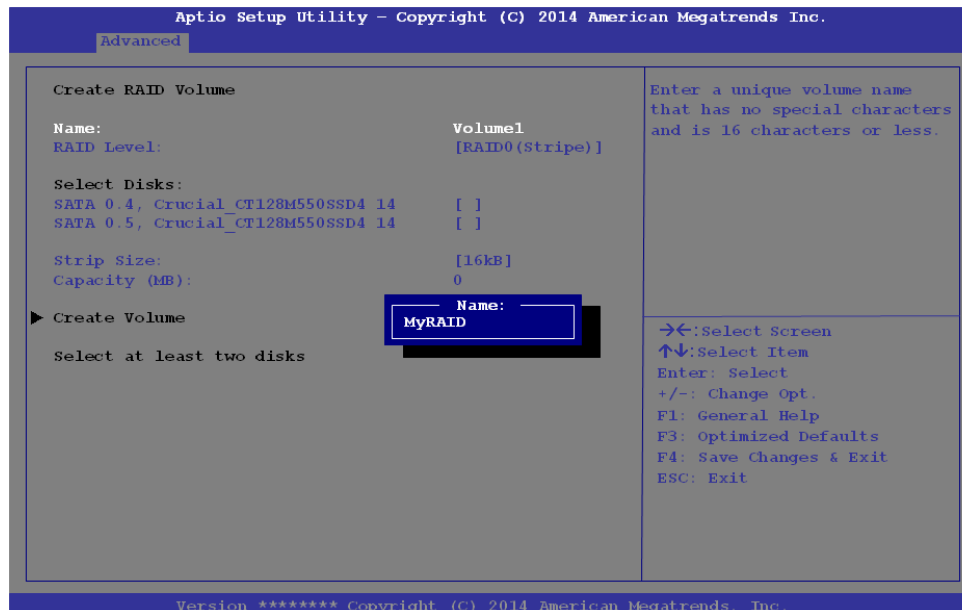 Aptio Setup Utility – Copyright (C) 2014 American Megatrends Inc.
Advanced
Create RAID Volume
Name: Volume1
RAID Level: [RAID0(Stripe)]
Select Disks:
SATA 0.4, Crucial_CT128M550SSD4 14 [ ]
SATA 0.5, Crucial_CT128M550SSD4 14 [ ]
Strip Size: [16kB]
Capacity (MB): 0
Create Volume
Select at least two disks
Name:
MyRAID
Enter a unique volume name
that has no special characters
and is 16 characters or less.
→←:Select Screen
↑↓:Select Item
Enter: Select
+/-: Change Opt.
F1: General Help
F3: Optimized Defaults
F4: Save Changes & Exit
ESC: Exit
Version ******** Copyright (C) 2014 American Megatrends, Inc.